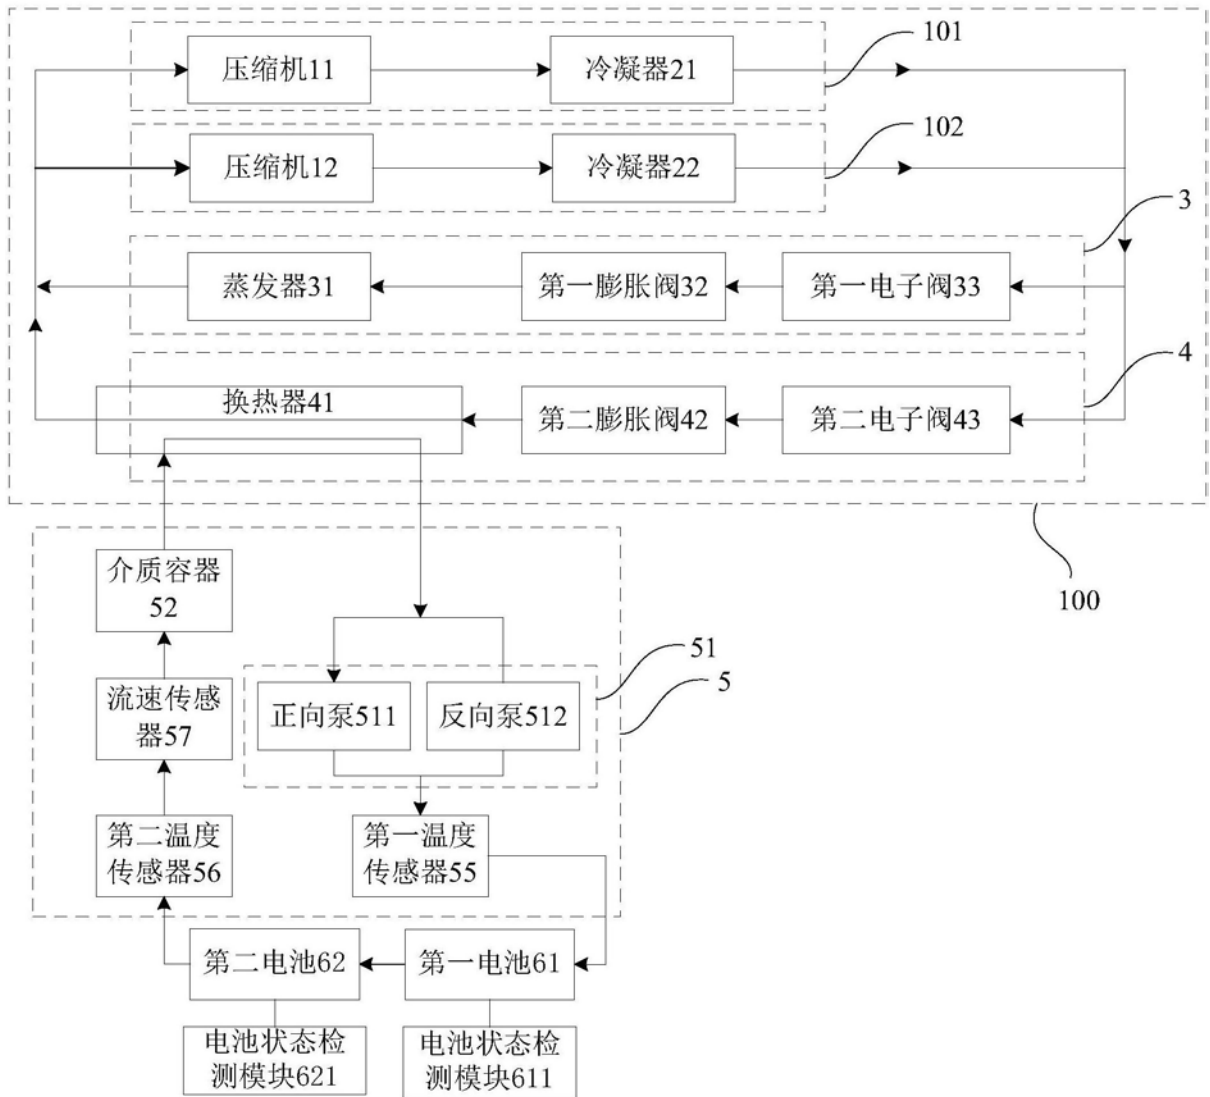 压缩机11
冷凝器21
101
压缩机12
冷凝器22
102
3
蒸发器31
第一膨胀阀32
第一电子阀33
4
换热器41
第二膨胀阀42
第二电子阀43
100
介质容器
52
51
5
流速传感
器57
正向泵511
反向泵512
第二温度
传感器56
第一温度
传感器55
第二电池62
第一电池61
电池状态检
测模块621
电池状态检
测模块611